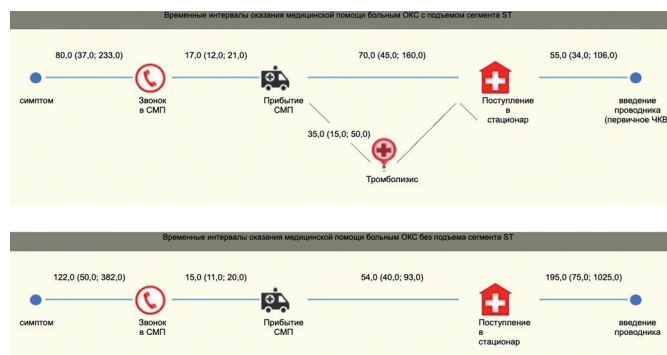 Временные интервалы оказания медицинской помощи больным ОКС с подъемом сегмента ST
80,0 (37,0; 233,0)
17,0 (12,0; 21,0)
70,0 (45,0; 160,0)
55,0 (34,0; 106,0)
симптом
Звонок
в СМП
Прибытие
СМП
Поступление
в
стационар
введение
проводника
(первичное ЧКВ
35,0 (15,0; 50,0)
Тромболизис
Временные интервалы оказания медицинской помощи больным ОКС без подъема сегмента ST
122,0 (50,0; 382,0)
15,0 (11,0; 20,0)
54,0 (40,0; 93,0)
195,0 (75,0; 1025,0)
симптом
Звонок
в СМП
Прибытие
СМП
Поступление
в
стационар
введение
проводника